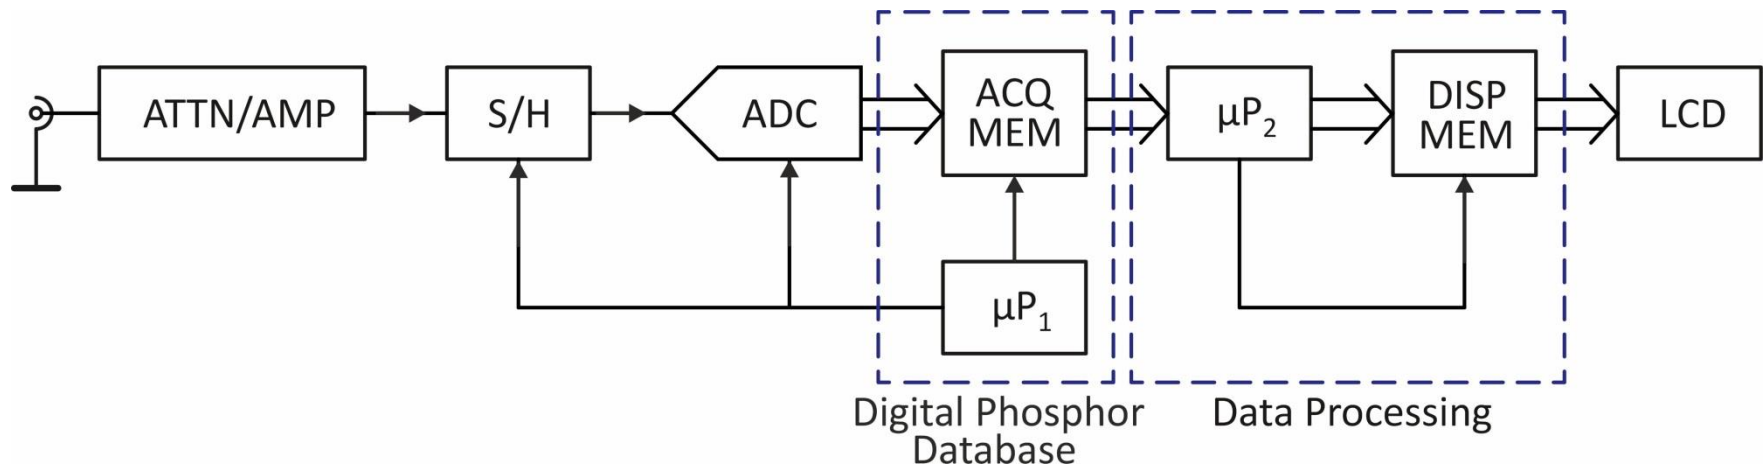 ATTN/AMP
S/H
ADC
ACQ
MEM
μP₂
DISP
MEM
LCD
μP₁
Digital Phosphor
Database
Data Processing